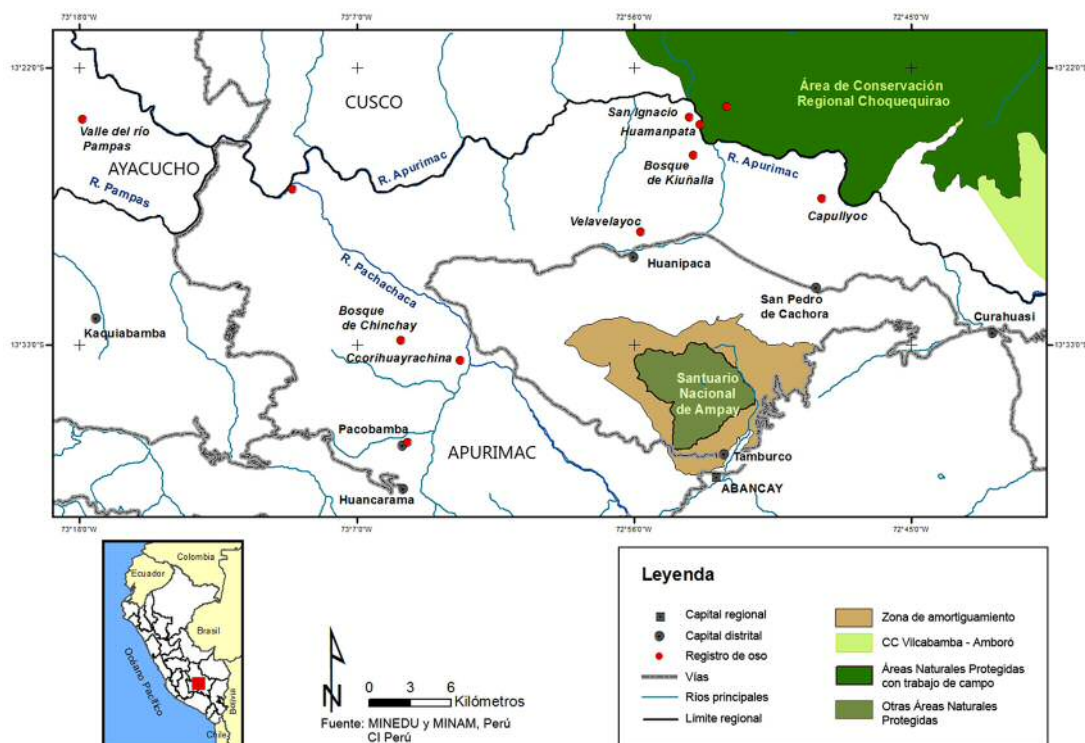 73°18'0"W
73°7'0"W
72°56'0"W
72°45'0"W
13°22'0"S
13°22'0"S
CUSCO
Área de Conservación
Regional Choquequirao
San Ignacio
Huamanpata
Valle del río
Pampas
AYACUCHO
R. Apurimac
Bosque
de Kiuñalla
R. Apurimac
R. Pampas
Capullyoc
Velavelayoc
Huanipaca
R. Pachachaca
San Pedro
de Cachora
Curahuasi
Kaquiabamba
Bosque
de Chinchay
Ccorihuayrachina
13°33'0"S
13°33'0"S
Santuario
Nacional
de Ampay
Pacobamba
APURIMAC
Tamburco
Huancarama
ABANCAY
73°18'0"W
73°7'0"W
72°56'0"W
72°45'0"W
Colombia
Ecuador
Brasil
Océano Pacífico
Bolivia
Chile
N
0 3 6
Kilómetros
Fuente: MINEDU y MINAM, Perú
CI Perú
Leyenda
Capital regional
Capital distrital
Registro de oso
Vías
Ríos principales
Límite regional
Zona de amortiguamiento
CC Vilcabamba - Amboró
Áreas Naturales Protegidas
con trabajo de campo
Otras Áreas Naturales
Protegidas